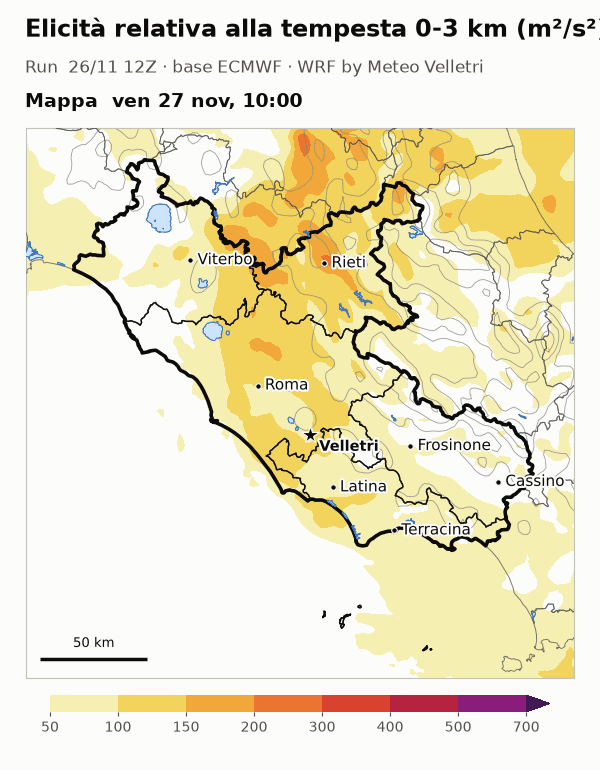 Elicità relativa alla tempesta 0-3 km (m²/s²)
Run  26/11 12Z · base ECMWF · WRF by Meteo Velletri
Mappa  ven 27 nov, 10:00
Viterbo
Rieti
Roma
Velletri
Frosinone
Cassino
Latina
Terracina
50 km
50 100 150 200 300 400 500 700